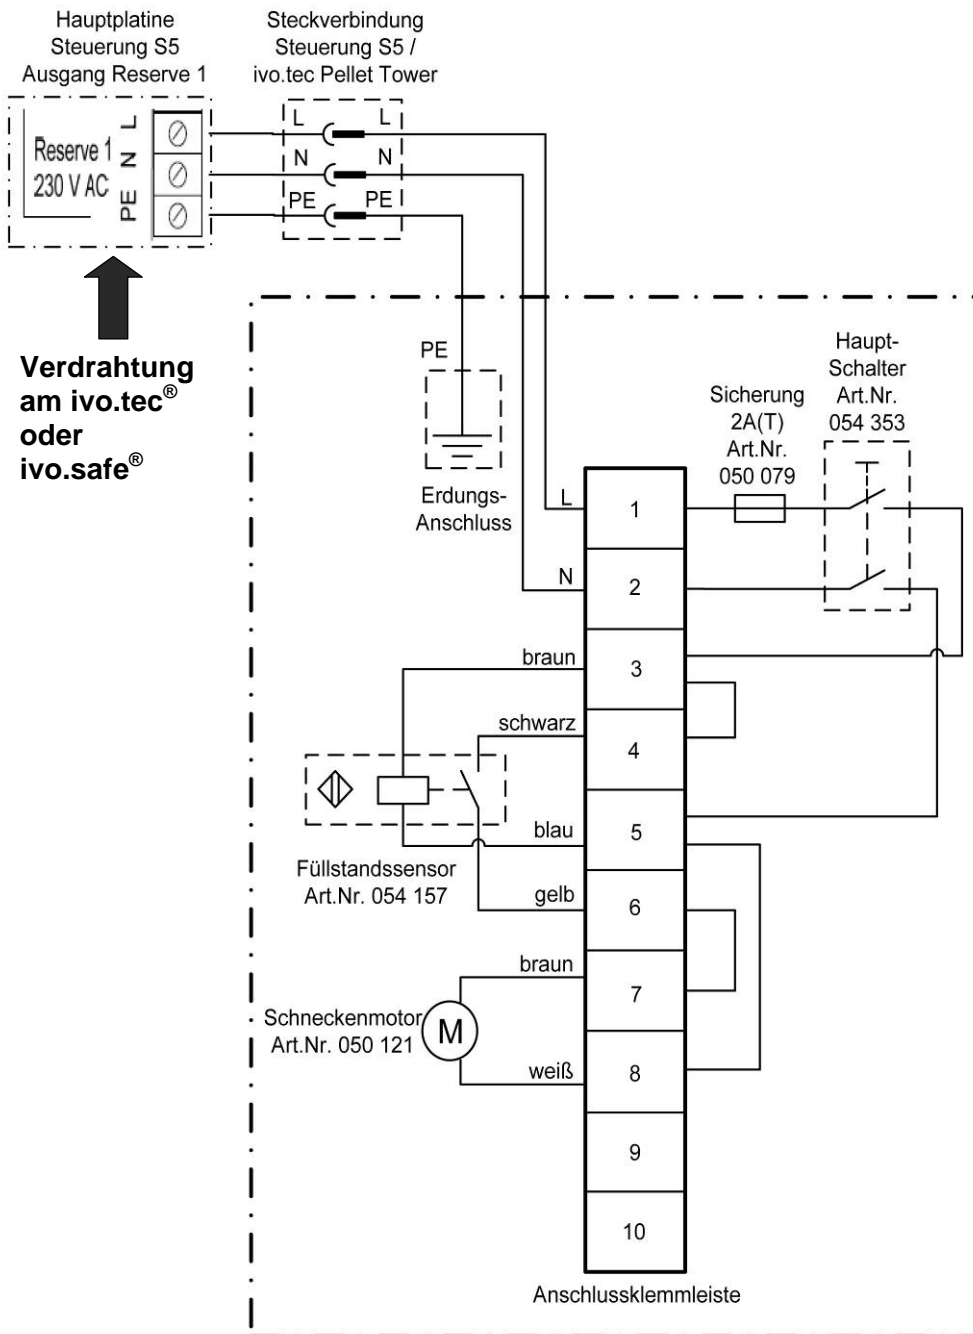 Hauptplatine
Steuerung S5
Ausgang Reserve 1
Steckverbindung
Steuerung S5 /
ivo.tec Pellet Tower
Reserve 1
230 V AC
PE N L
L L
N N
PE PE
Verdrahtung
am ivo.tec®
oder
ivo.safe®
PE
Erdungs-
Anschluss
Haupt-
Schalter
Art.Nr.
054 353
Sicherung
2A(T)
Art.Nr.
050 079
L
1
N
2
braun
3
schwarz
4
blau
5
Füllstandssensor
Art.Nr. 054 157
gelb
6
braun
7
Schneckenmotor
Art.Nr. 050 121
M
weiß
8
9
10
Anschlussklemmleiste